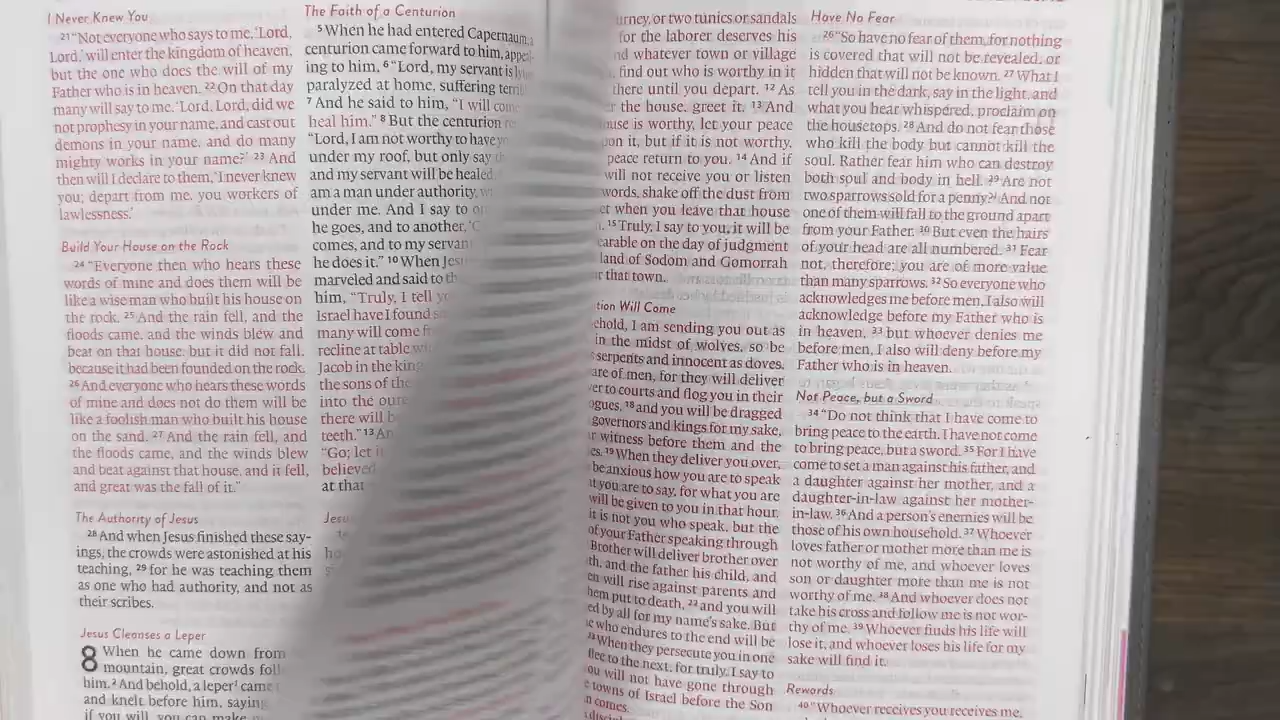 I Never Knew You
21 “Not everyone who says to me, ‘Lord,
Lord,’ will enter the kingdom of heaven,
but the one who does the will of my
Father who is in heaven. 22 On that day
many will say to me, ‘Lord, Lord, did we
not prophesy in your name, and cast out
demons in your name, and do many
mighty works in your name?’ 23 And
then will I declare to them, ‘I never knew
you; depart from me, you workers of
lawlessness.’
Build Your House on the Rock
24 “Everyone then who hears these
words of mine and does them will be
like a wise man who built his house on
the rock. 25 And the rain fell, and the
floods came, and the winds blew and
beat on that house, but it did not fall,
because it had been founded on the rock.
26 And everyone who hears these words
of mine and does not do them will be
like a foolish man who built his house
on the sand. 27 And the rain fell, and
the floods came, and the winds blew
and beat against that house, and it fell,
and great was the fall of it.”
The Authority of Jesus
28 And when Jesus finished these say-
ings, the crowds were astonished at his
teaching, 29 for he was teaching them
as one who had authority, and not as
their scribes.
Jesus Cleanses a Leper
8 When he came down from
mountain, great crowds
him. 2 And behold, a leper came
and knelt before him, saying
if you will, you can make
The Faith of a Centurion
5 When he had entered Capernaum,
centurion came forward to him, appeal-
ing to him, 6 “Lord, my servant is
paralyzed at home, suffering
7 And he said to him, “I will come
heal him.” 8 But the centurion
“Lord, I am not worthy to have
under my roof, but only say
and my servant will be healed.
am a man under authority,
under me. And I say to
he goes, and to another,
comes, and to my servant
he does it.” 10 When
marveled and said to
him, “Truly, I tell
Israel have I found
many will come
recline at table
Jacob in the
the sons of the
into the
there will
teeth.” 13
“Go; let it
believed
at that
urney, or two tunics or sandals
for the laborer deserves his
nd whatever town or village
find out who is worthy in it
there until you depart. 12 As
the house, greet it. 13 And
use is worthy, let your peace
on it, but if it is not worthy,
peace return to you. 14 And if
will not receive you or listen
words, shake off the dust from
et when you leave that house
15 Truly, I say to you, it will be
arable on the day of judgment
land of Sodom and Gomorrah
that town.
tion Will Come
ehold, I am sending you out as
in the midst of wolves, so be
serpents and innocent as doves.
are of men, for they will deliver
er to courts and flog you in their
ogues, 18 and you will be dragged
governors and kings for my sake,
witness before them and the
es. 19 When they deliver you over,
be anxious how you are to speak
t you are to say, for what you are
will be given to you in that hour.
it is not you who speak, but the
of your Father speaking through
Brother will deliver brother over
th, and the father his child, and
en will rise against parents and
hem put to death, 22 and you will
ed by all for my name’s sake. But
who endures to the end will be
23 When they persecute you in one
flee to the next, for truly, I say to
ou will not have gone through
towns of Israel before the Son
comes.
Have No Fear
26 “So have no fear of them, for nothing
is covered that will not be revealed, or
hidden that will not be known. 27 What I
tell you in the dark, say in the light, and
what you hear whispered, proclaim on
the housetops. 28 And do not fear those
who kill the body but cannot kill the
soul. Rather fear him who can destroy
both soul and body in hell. 29 Are not
two sparrows sold for a penny? And not
one of them will fall to the ground apart
from your Father. 30 But even the hairs
of your head are all numbered. 31 Fear
not, therefore; you are of more value
than many sparrows. 32 So everyone who
acknowledges me before men, I also will
acknowledge before my Father who is
in heaven, 33 but whoever denies me
before men, I also will deny before my
Father who is in heaven.
Not Peace, but a Sword
34 “Do not think that I have come to
bring peace to the earth. I have not come
to bring peace, but a sword. 35 For I have
come to set a man against his father, and
a daughter against her mother, and a
daughter-in-law against her mother-
in-law. 36 And a person’s enemies will be
those of his own household. 37 Whoever
loves father or mother more than me is
not worthy of me, and whoever loves
son or daughter more than me is not
worthy of me. 38 And whoever does not
take his cross and follow me is not wor-
thy of me. 39 Whoever finds his life will
lose it, and whoever loses his life for my
sake will find it.
Rewards
40 “Whoever receives you receives me,